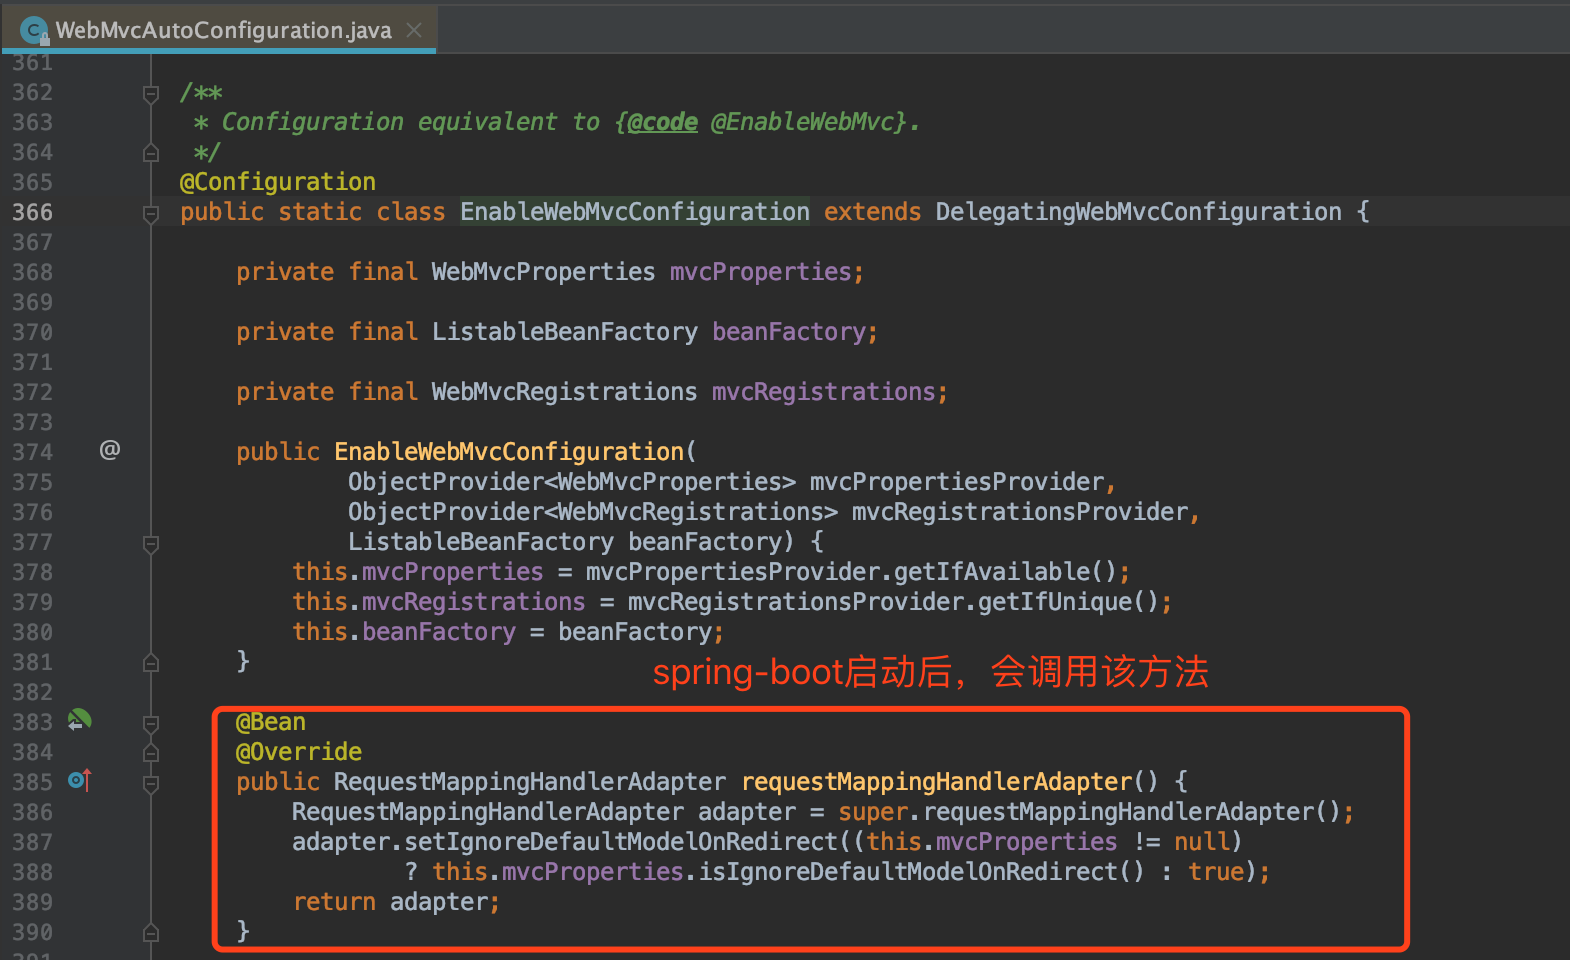 WebMvcAutoConfiguration.java
361
362 /**
363 * Configuration equivalent to {@code @EnableWebMvc}.
364 */
365 @Configuration
366 public static class EnableWebMvcConfiguration extends DelegatingWebMvcConfiguration {
367
368 private final WebMvcProperties mvcProperties;
369
370 private final ListableBeanFactory beanFactory;
371
372 private final WebMvcRegistrations mvcRegistrations;
373
374 @ public EnableWebMvcConfiguration(
375 ObjectProvider<WebMvcProperties> mvcPropertiesProvider,
376 ObjectProvider<WebMvcRegistrations> mvcRegistrationsProvider,
377 ListableBeanFactory beanFactory) {
378 this.mvcProperties = mvcPropertiesProvider.getIfAvailable();
379 this.mvcRegistrations = mvcRegistrationsProvider.getIfUnique();
380 this.beanFactory = beanFactory;
381 }
spring-boot启动后，会调用该方法
382
383 @Bean
384 @Override
385 public RequestMappingHandlerAdapter requestMappingHandlerAdapter() {
386 RequestMappingHandlerAdapter adapter = super.requestMappingHandlerAdapter();
387 adapter.setIgnoreDefaultModelOnRedirect((this.mvcProperties != null)
388 ? this.mvcProperties.isIgnoreDefaultModelOnRedirect() : true);
389 return adapter;
390 }
391